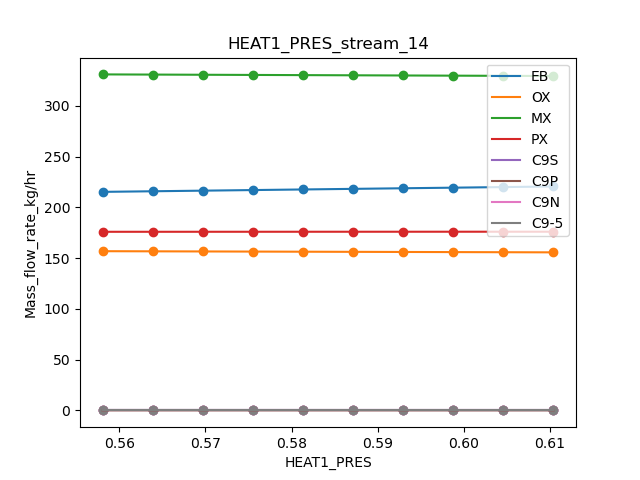 HEAT1_PRES_stream_14
Mass_flow_rate_kg/hr
300
250
200
150
100
50
0
EB
OX
MX
PX
C9S
C9P
C9N
C9-5
0.56 0.57 0.58 0.59 0.60 0.61
HEAT1_PRES